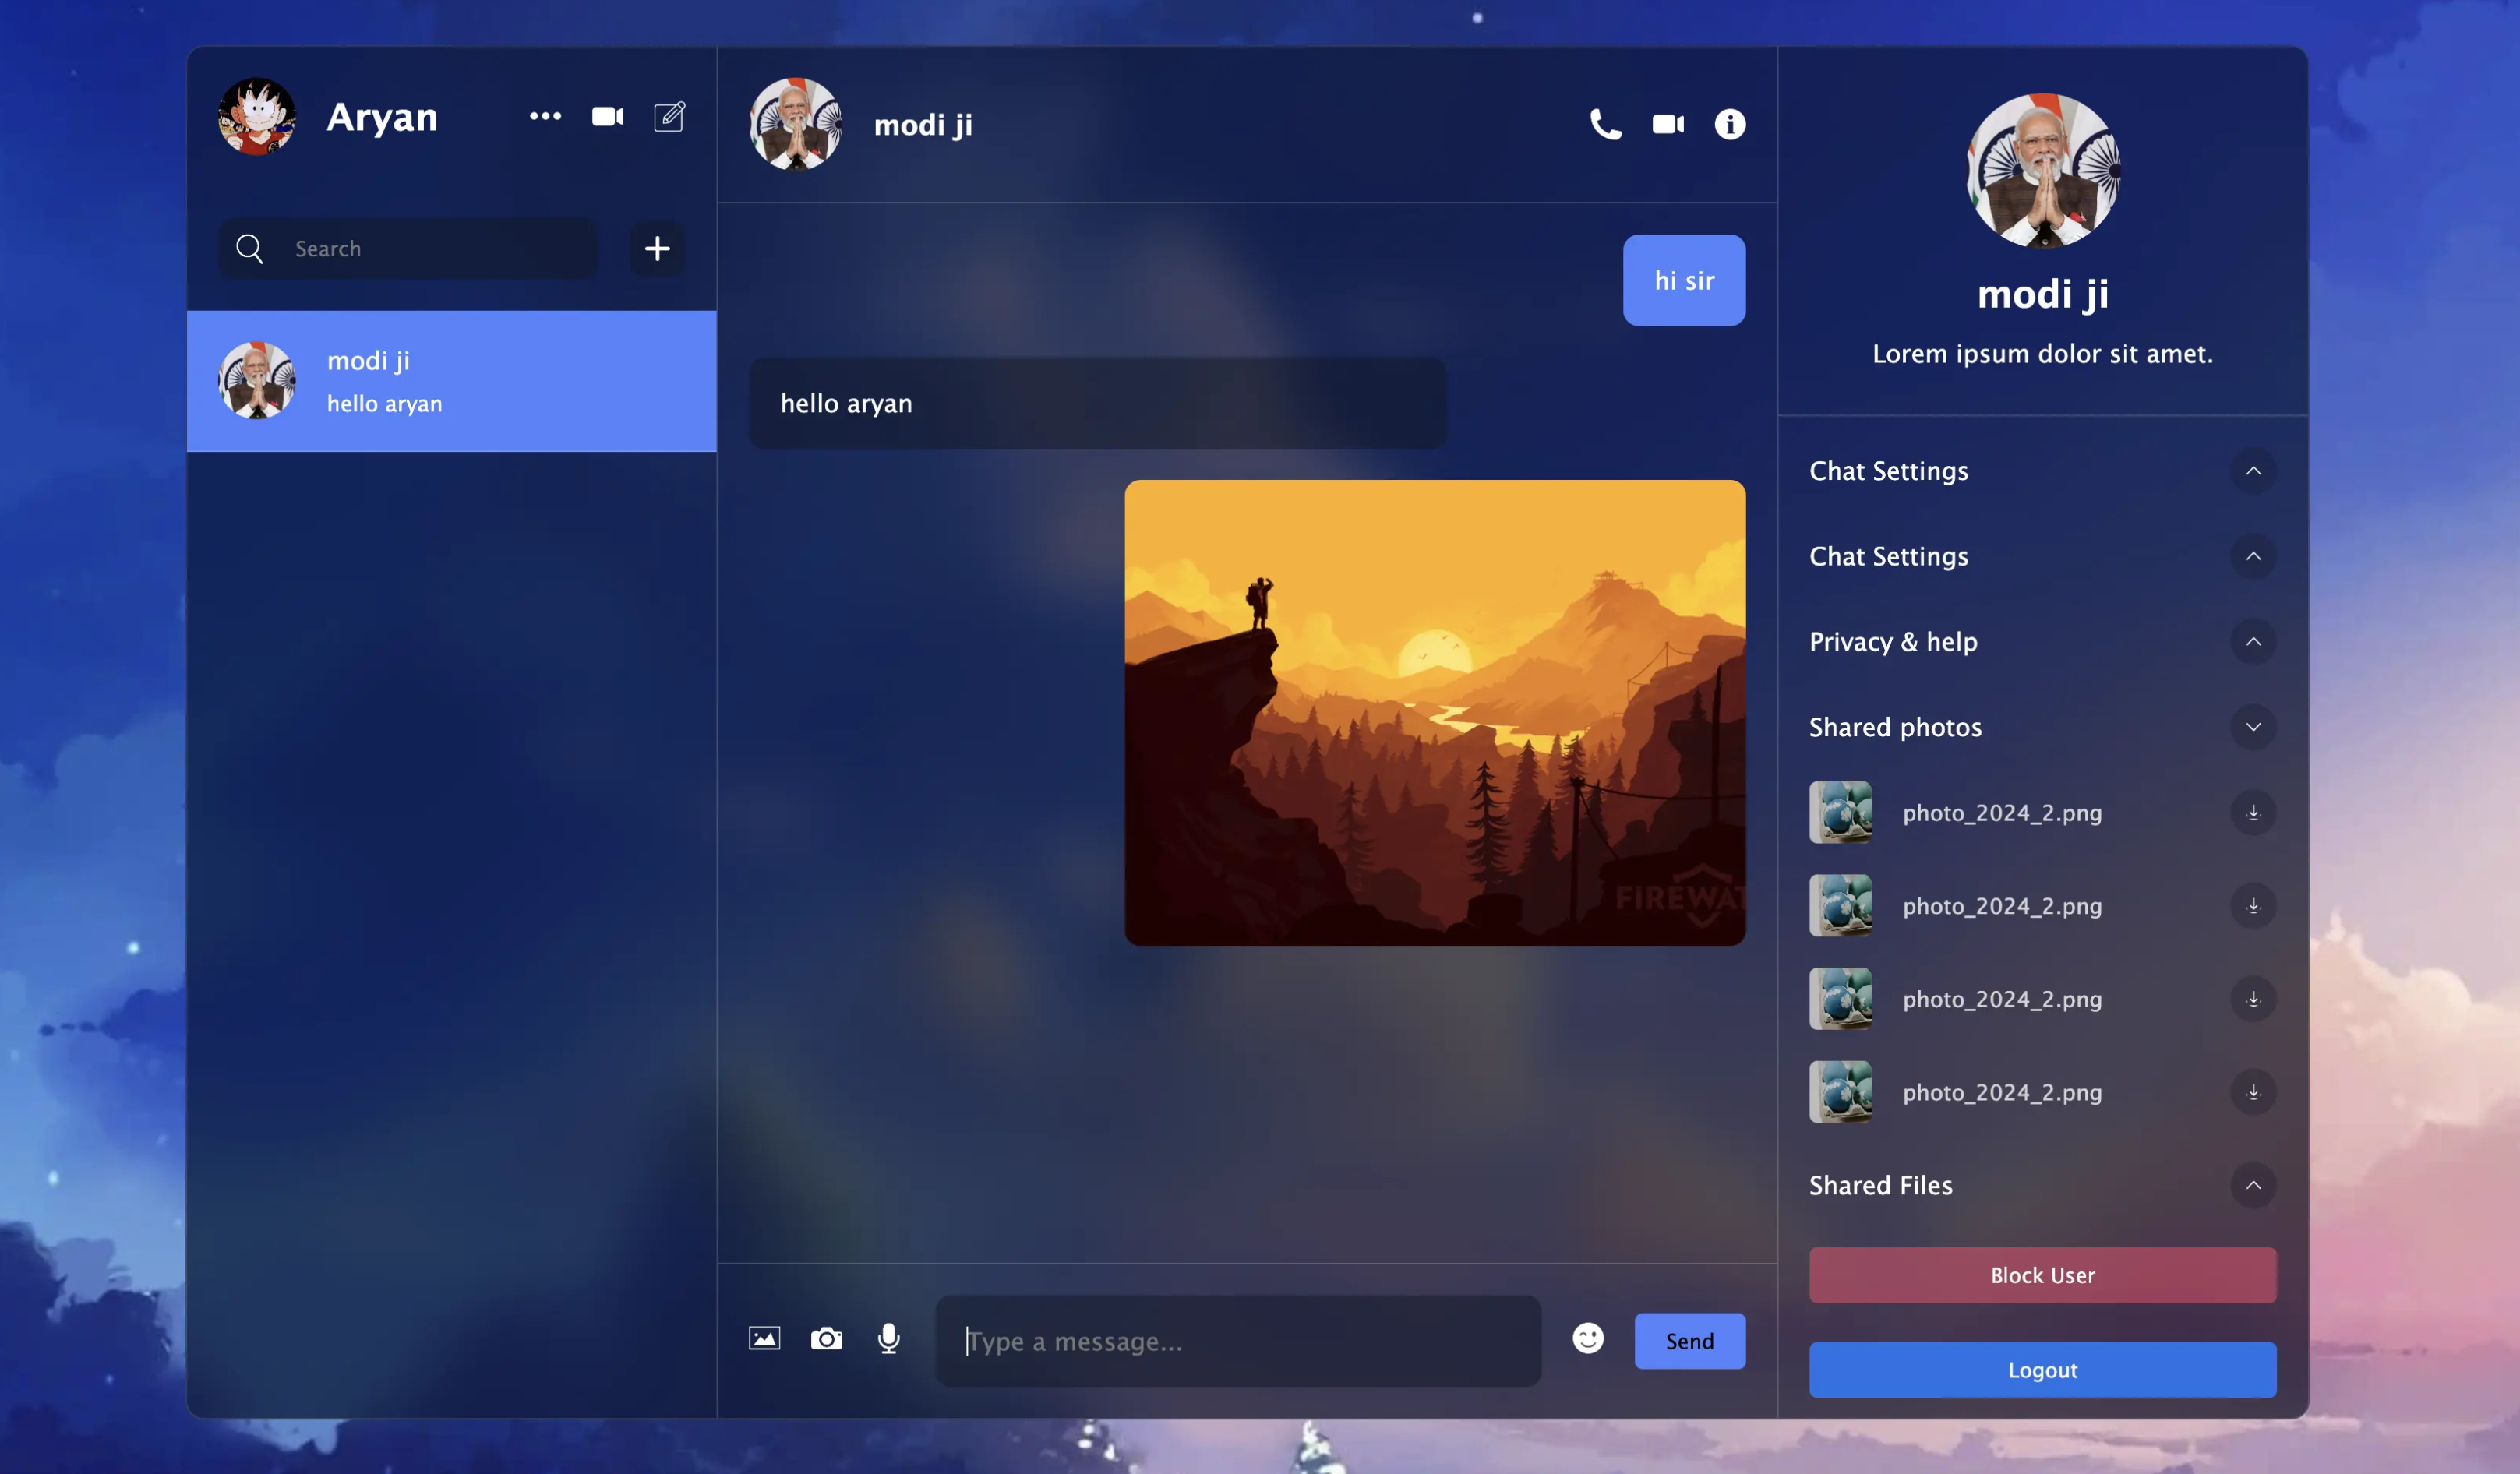 Aryan
Search
modi ji
hello aryan
modi ji
hi sir
hello aryan
FIREWAT
Type a message...
Send
modi ji
Lorem ipsum dolor sit amet.
Chat Settings
Chat Settings
Privacy & help
Shared photos
photo_2024_2.png
photo_2024_2.png
photo_2024_2.png
photo_2024_2.png
Shared Files
Block User
Logout